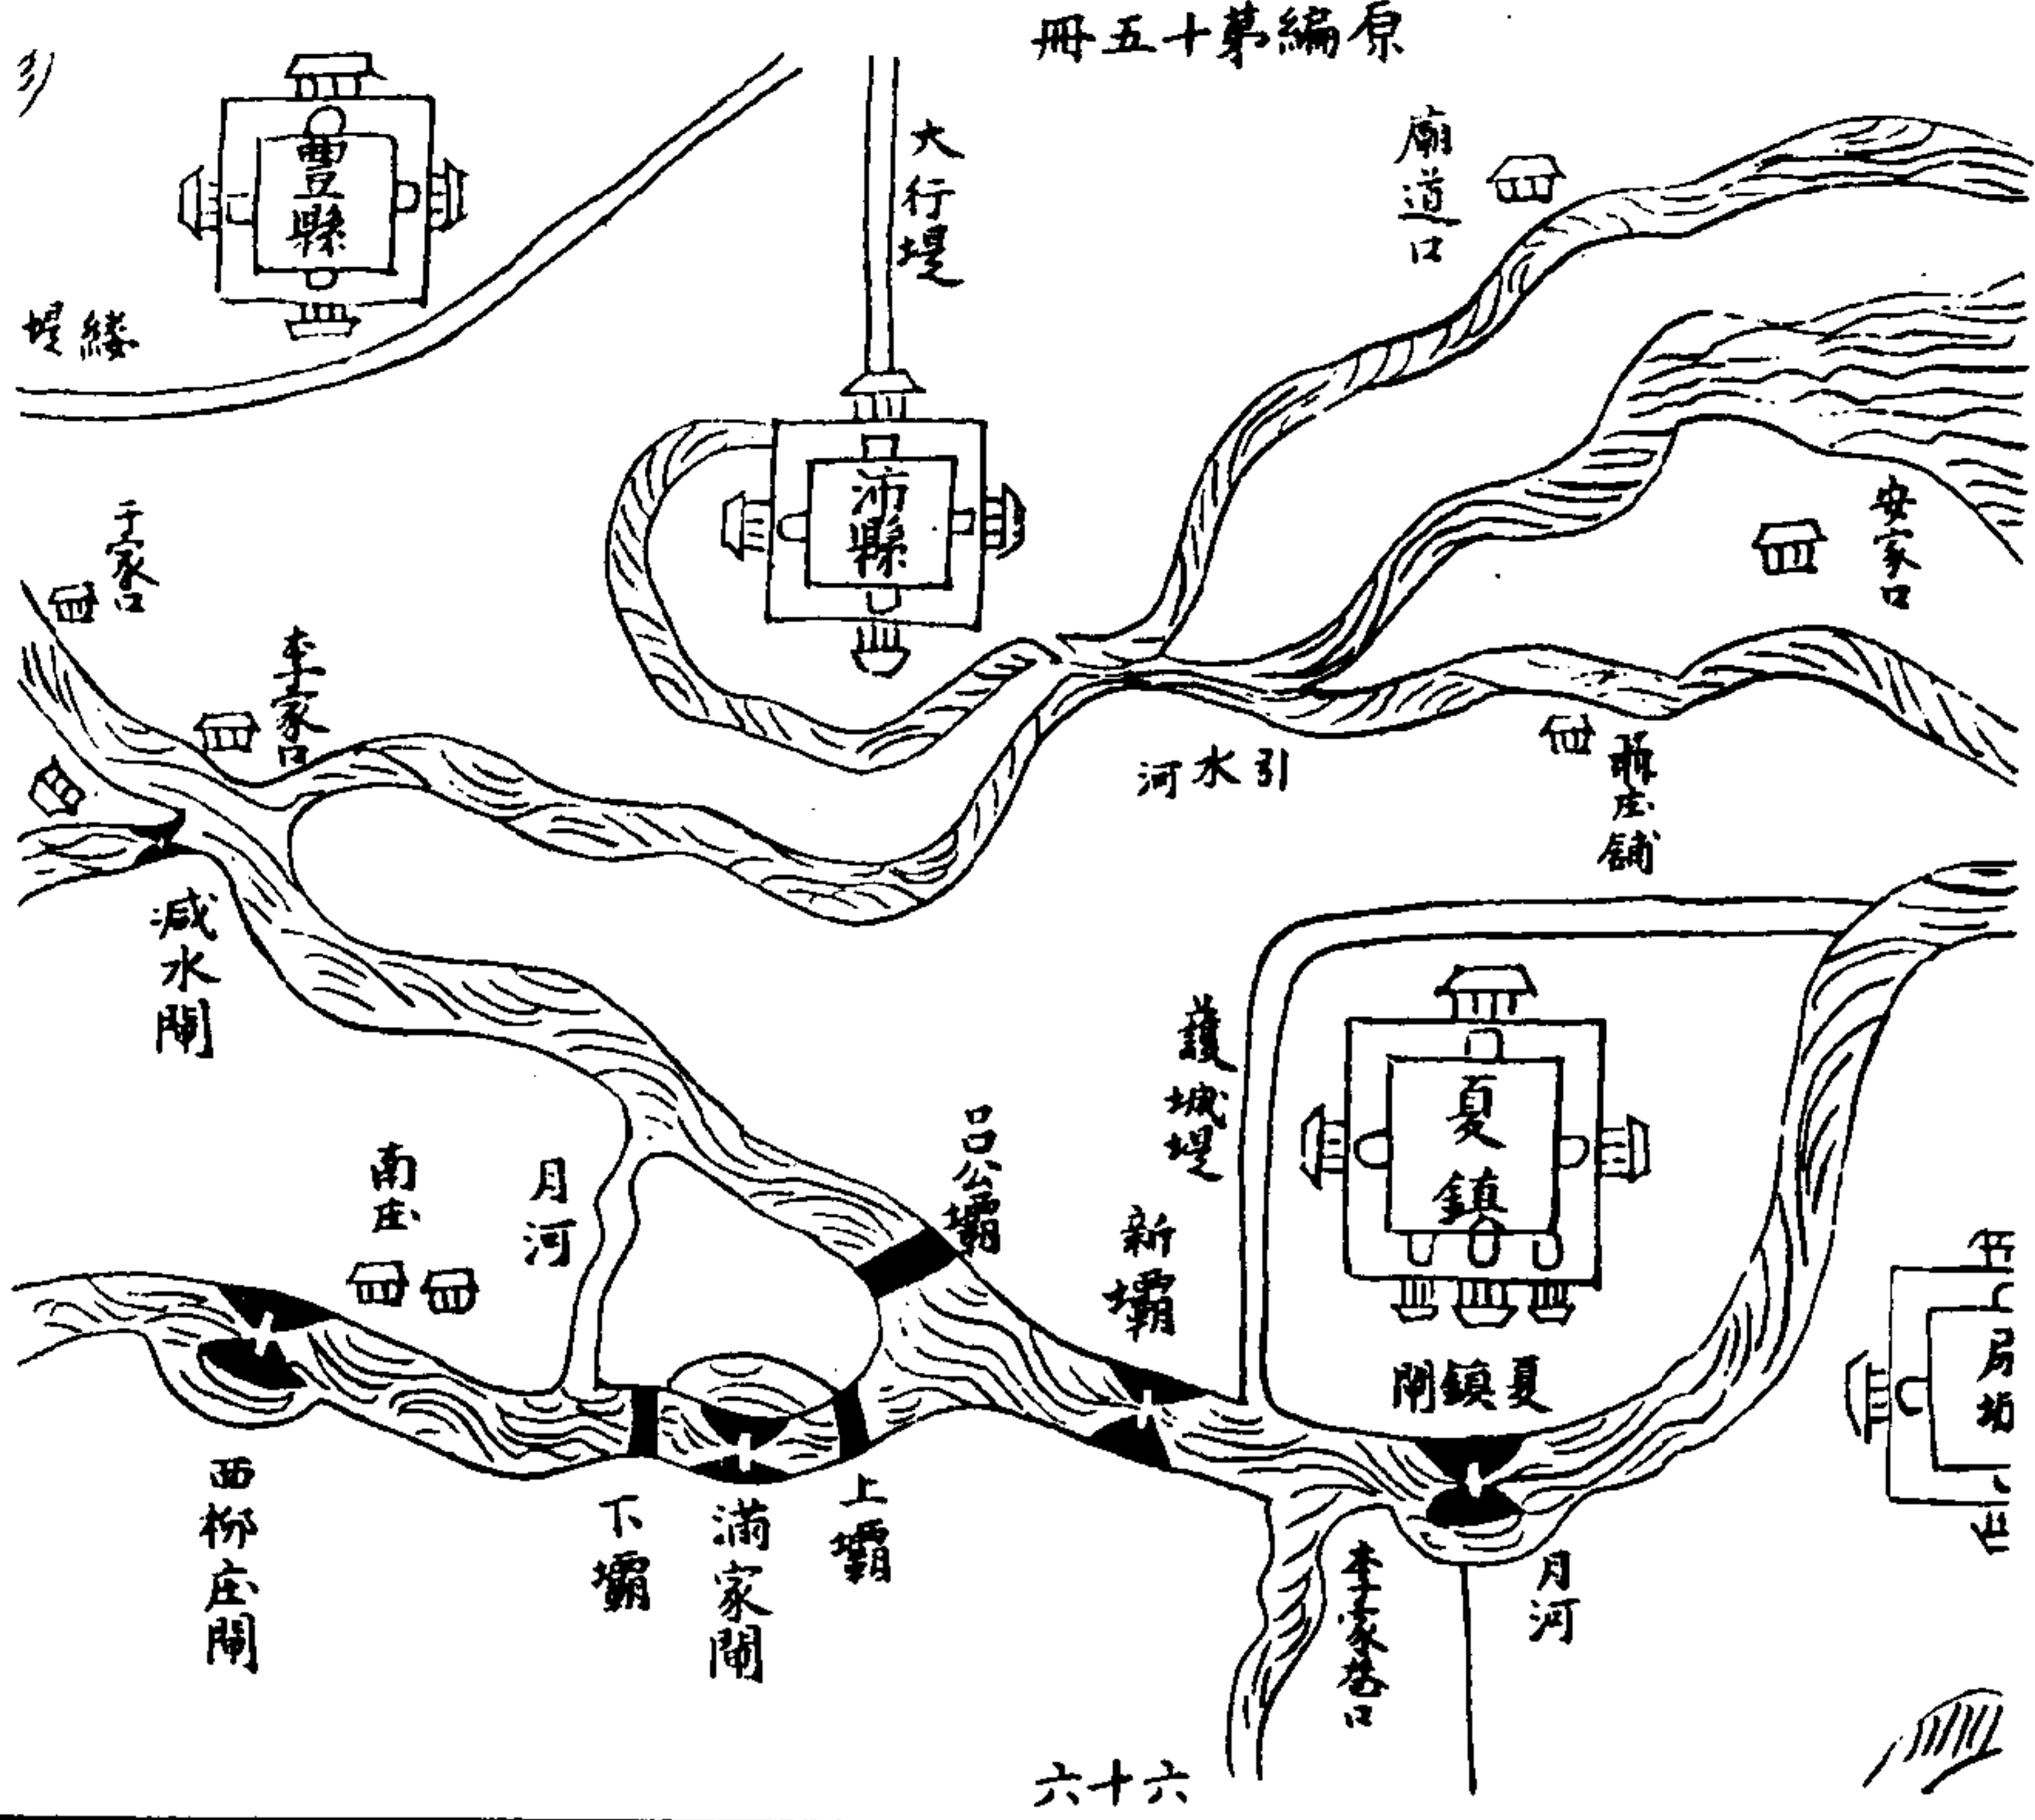 原編第十五冊
廟道口
大行堤
豐縣
縷堤
沛縣
安家口
于家口
李家口
引水河
舖
減水閘
護城堤
夏鎮
呂公壩
新壩
月河
南庄
夏鎮閘
西柳庄閘
下壩
滿家閘
上壩
李家巷口
月河
六十六